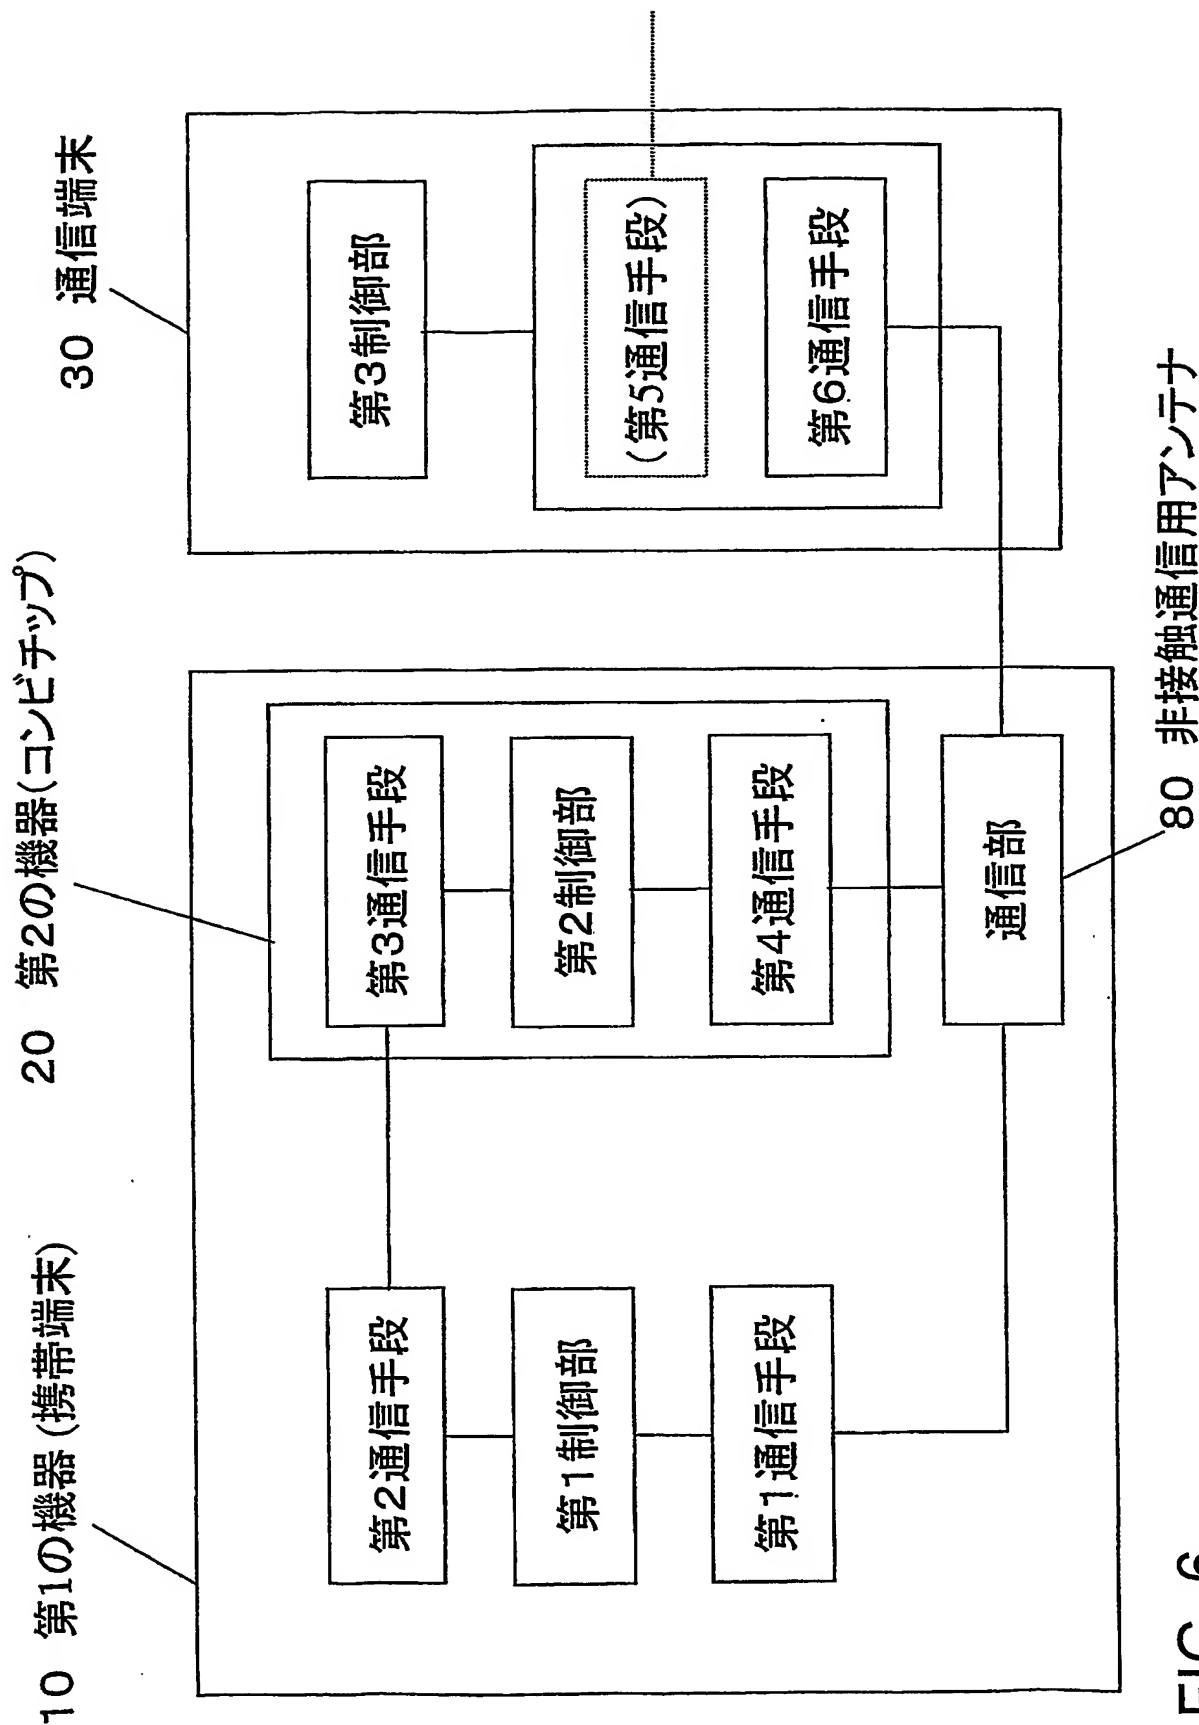 10 第1の機器(携帯端末)
第2通信手段
第1制御部
第1通信手段
20 第2の機器(コンビチップ)
第3通信手段
第2制御部
第4通信手段
通信部
80 非接触通信用アンテナ
30 通信端末
第3制御部
(第5通信手段)
第6通信手段
FIG. 6